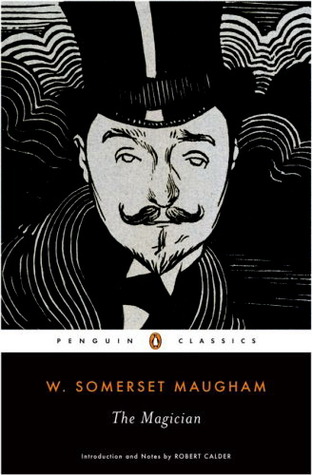 PENGUIN CLASSICS
W. SOMERSET MAUGHAM
The Magician
Introduction and Notes by ROBERT CALDER